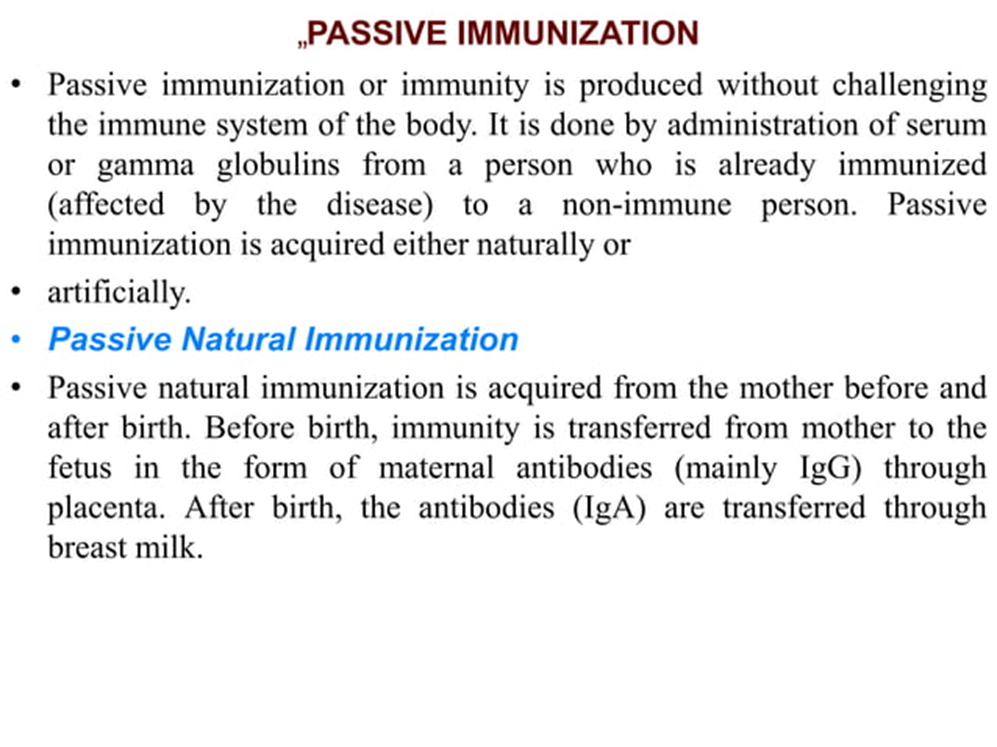 „PASSIVE IMMUNIZATION
• Passive immunization or immunity is produced without challenging
the immune system of the body. It is done by administration of serum
or gamma globulins from a person who is already immunized
(affected by the disease) to a non-immune person. Passive
immunization is acquired either naturally or
• artificially.
• Passive Natural Immunization
• Passive natural immunization is acquired from the mother before and
after birth. Before birth, immunity is transferred from mother to the
fetus in the form of maternal antibodies (mainly IgG) through
placenta. After birth, the antibodies (IgA) are transferred through
breast milk.